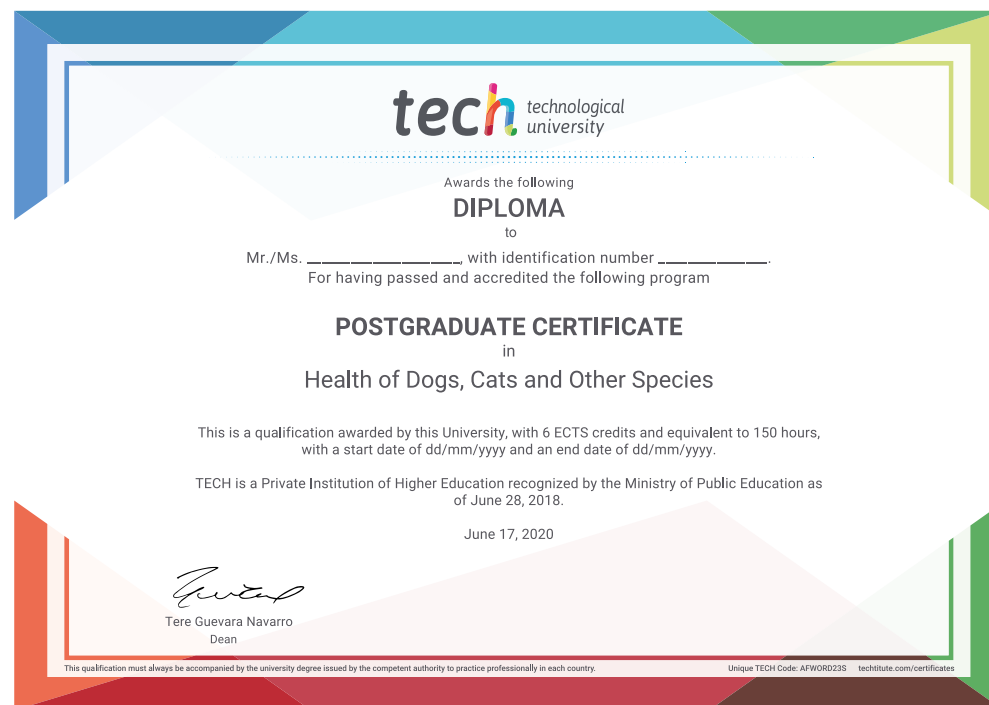 tech technological
university
Awards the following
DIPLOMA
to
Mr./Ms. ____________________, with identification number ______________.
For having passed and accredited the following program
POSTGRADUATE CERTIFICATE
in
Health of Dogs, Cats and Other Species
This is a qualification awarded by this University, with 6 ECTS credits and equivalent to 150 hours,
with a start date of dd/mm/yyyy and an end date of dd/mm/yyyy.
TECH is a Private Institution of Higher Education recognized by the Ministry of Public Education as
of June 28, 2018.
June 17, 2020
Tere Guevara Navarro
Dean
This qualification must always be accompanied by the university degree issued by the competent authority to practice professionally in each country.
Unique TECH Code: AFWORD23S techtitute.com/certificates